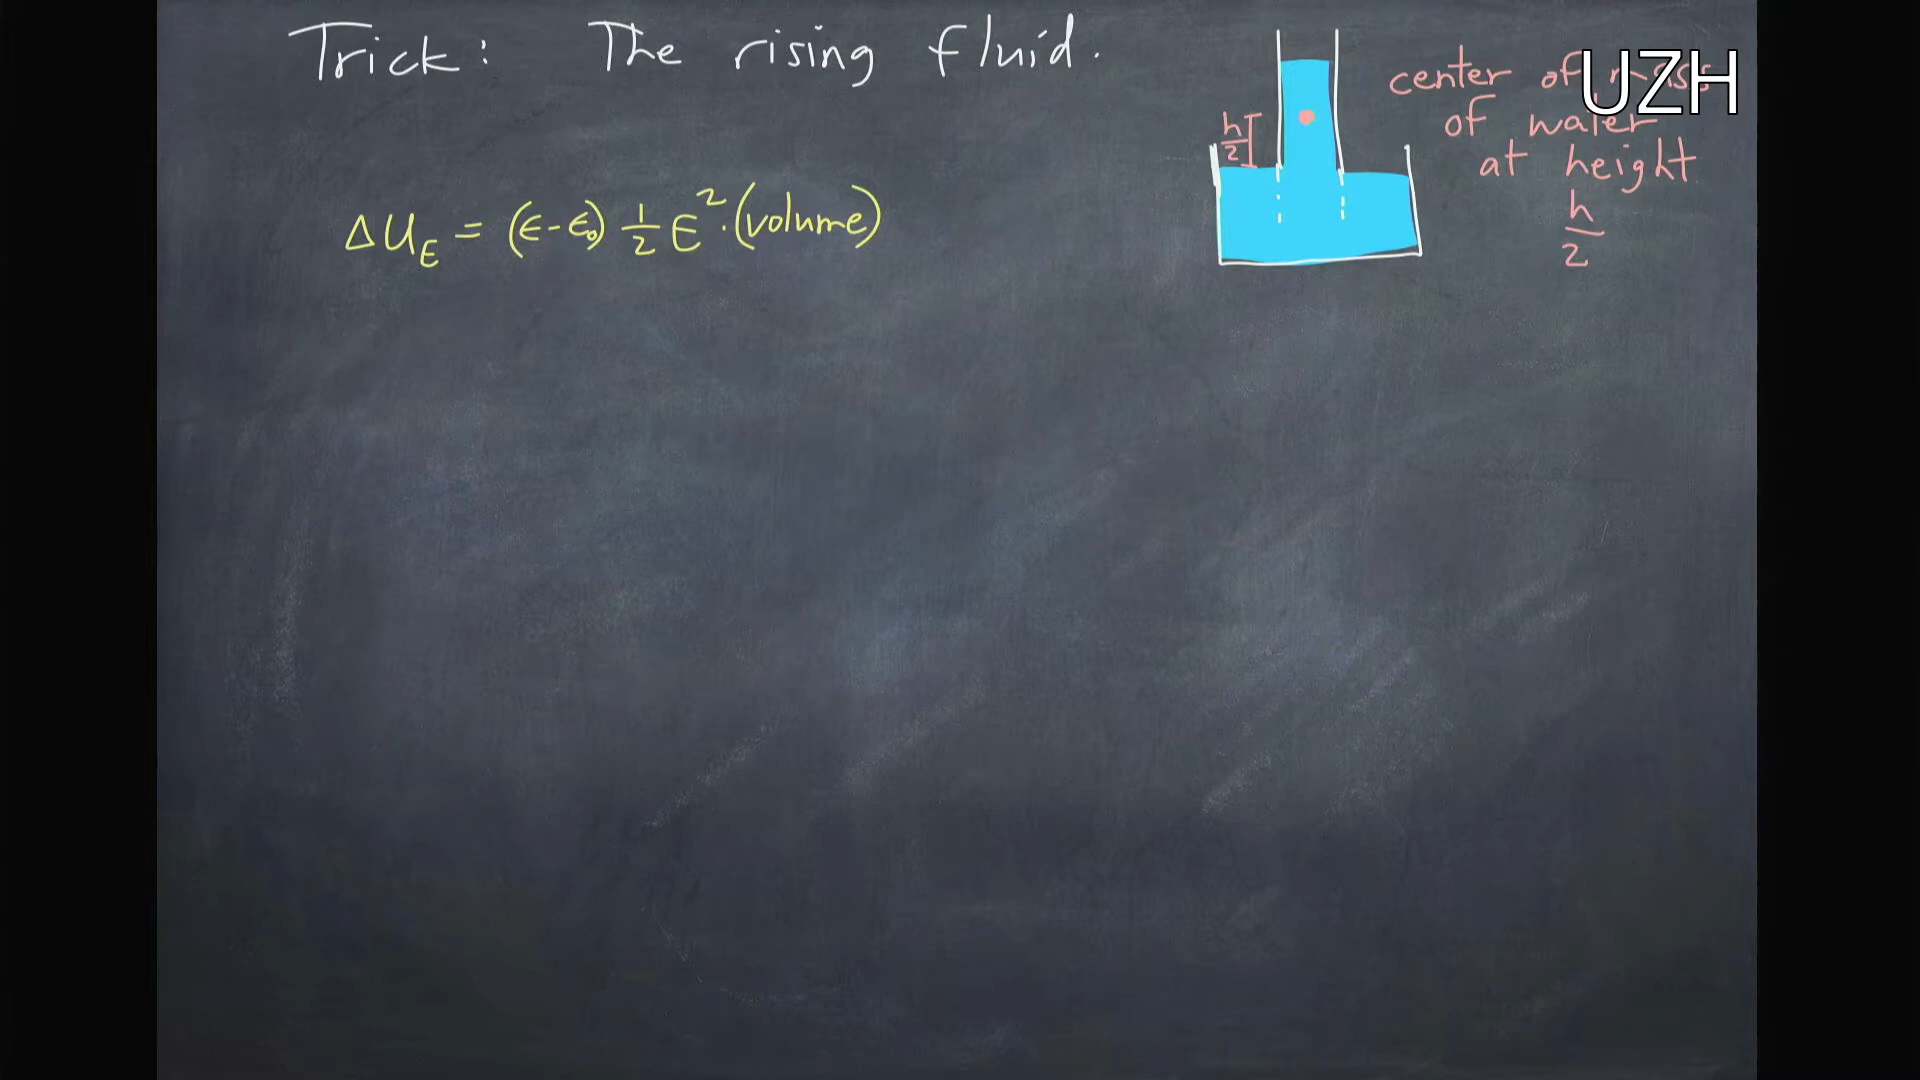 Trick: The rising fluid.
UZH
center of mass
of water
at height
h/2
h/2
ΔU_E = (ϵ-ϵ₀) 1/2 E²·(volume)